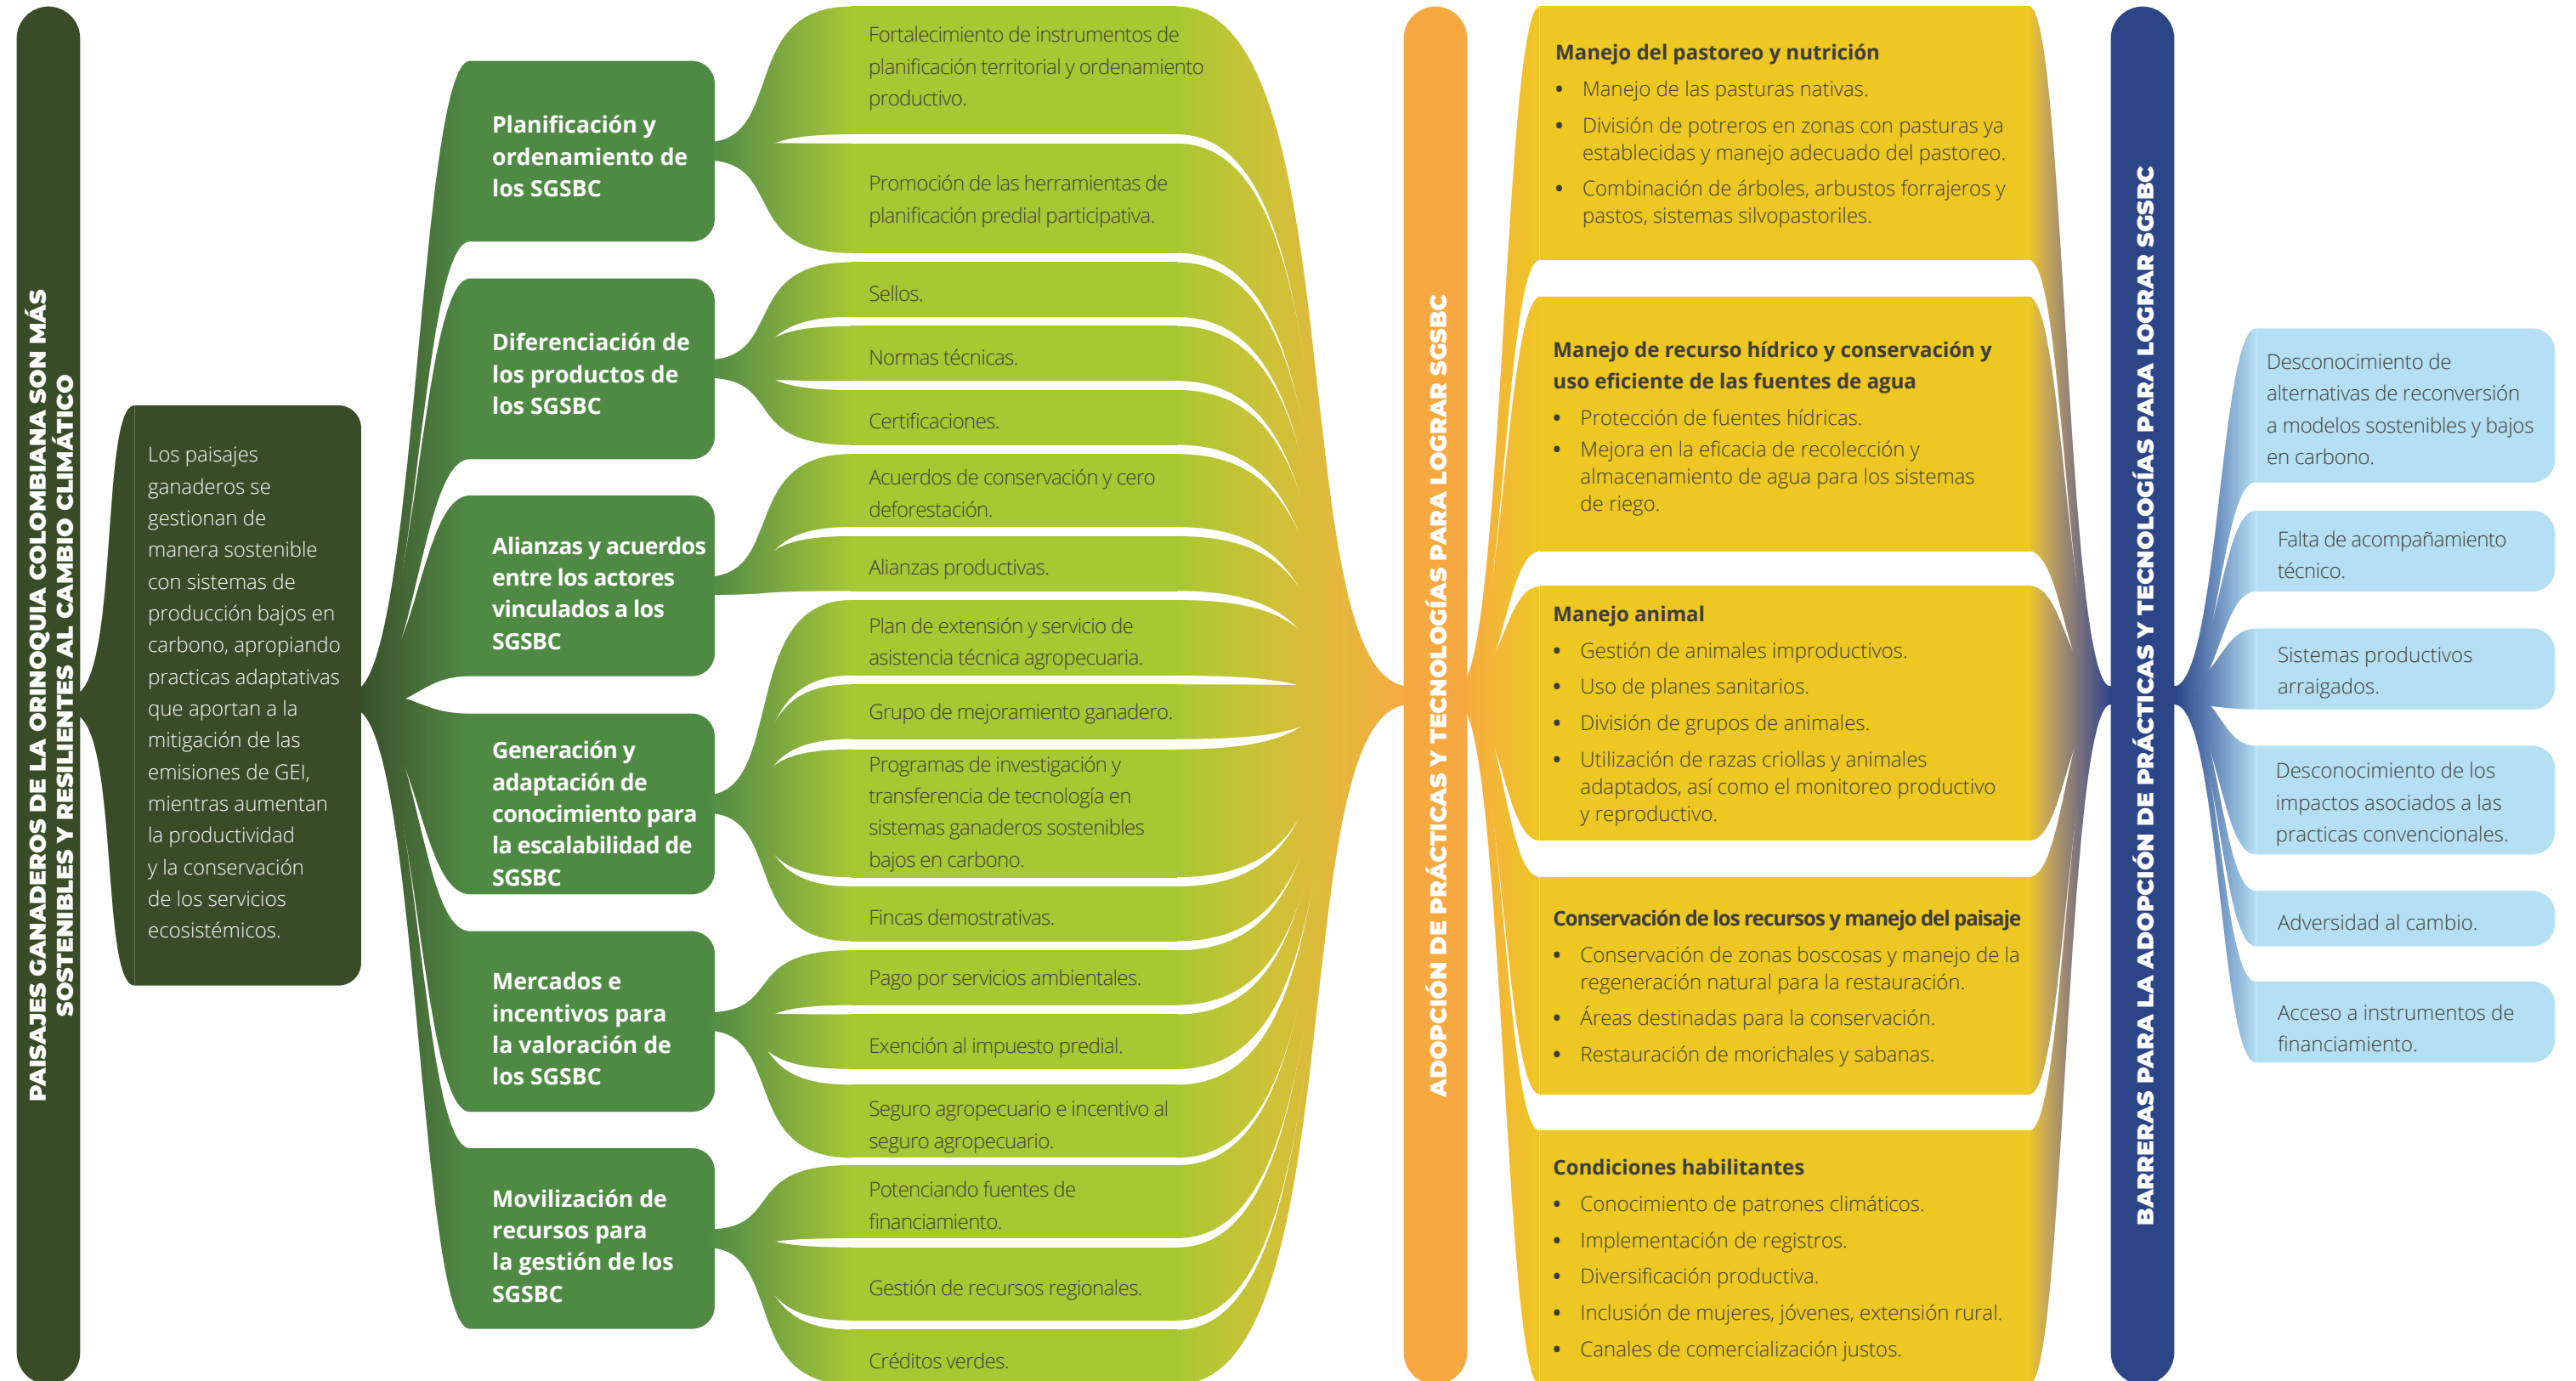 PAISAJES GANADEROS DE LA ORINOQUIA COLOMBIANA SON MÁS
SOSTENIBLES Y RESILIENTES AL CAMBIO CLIMÁTICO
Los paisajes
ganaderos se
gestionan de
manera sostenible
con sistemas de
producción bajos en
carbono, apropiando
practicas adaptativas
que aportan a la
mitigación de las
emisiones de GEI,
mientras aumentan
la productividad
y la conservación
de los servicios
ecosistémicos.
Planificación y
ordenamiento de
los SGSBC
Fortalecimiento de instrumentos de
planificación territorial y ordenamiento
productivo.
Promoción de las herramientas de
planificación predial participativa.
Diferenciación de
los productos de
los SGSBC
Sellos.
Normas técnicas.
Certificaciones.
Alianzas y acuerdos
entre los actores
vinculados a los
SGSBC
Acuerdos de conservación y cero
deforestación.
Alianzas productivas.
Generación y
adaptación de
conocimiento para
la escalabilidad de
SGSBC
Plan de extensión y servicio de
asistencia técnica agropecuaria.
Grupo de mejoramiento ganadero.
Programas de investigación y
transferencia de tecnología en
sistemas ganaderos sostenibles
bajos en carbono.
Fincas demostrativas.
Mercados e
incentivos para
la valoración de
los SGSBC
Pago por servicios ambientales.
Exención al impuesto predial.
Seguro agropecuario e incentivo al
seguro agropecuario.
Movilización de
recursos para
la gestión de los
SGSBC
Potenciando fuentes de
financiamiento.
Gestión de recursos regionales.
Créditos verdes.
ADOPCIÓN DE PRÁCTICAS Y TECNOLOGÍAS PARA LOGRAR SGSBC
Manejo del pastoreo y nutrición
• Manejo de las pasturas nativas.
• División de potreros en zonas con pasturas ya
establecidas y manejo adecuado del pastoreo.
• Combinación de árboles, arbustos forrajeros y
pastos, sistemas silvopastoriles.
Manejo de recurso hídrico y conservación y
uso eficiente de las fuentes de agua
• Protección de fuentes hídricas.
• Mejora en la eficacia de recolección y
almacenamiento de agua para los sistemas
de riego.
Manejo animal
• Gestión de animales improductivos.
• Uso de planes sanitarios.
• División de grupos de animales.
• Utilización de razas criollas y animales
adaptados, así como el monitoreo productivo
y reproductivo.
Conservación de los recursos y manejo del paisaje
• Conservación de zonas boscosas y manejo de la
regeneración natural para la restauración.
• Áreas destinadas para la conservación.
• Restauración de morichales y sabanas.
Condiciones habilitantes
• Conocimiento de patrones climáticos.
• Implementación de registros.
• Diversificación productiva.
• Inclusión de mujeres, jóvenes, extensión rural.
• Canales de comercialización justos.
BARRERAS PARA LA ADOPCIÓN DE PRÁCTICAS Y TECNOLOGÍAS PARA LOGRAR SGSBC
Desconocimiento de
alternativas de reconversión
a modelos sostenibles y bajos
en carbono.
Falta de acompañamiento
técnico.
Sistemas productivos
arraigados.
Desconocimiento de los
impactos asociados a las
practicas convencionales.
Adversidad al cambio.
Acceso a instrumentos de
financiamiento.